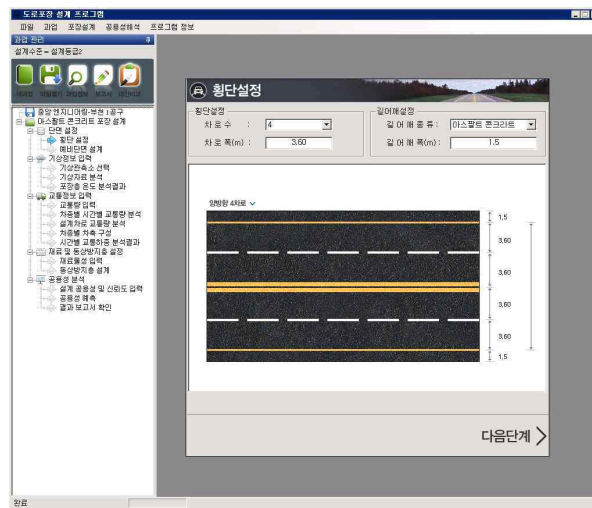 도로포장 설계 프로그램
파일 과업 포장설계 공용성해석 프로그램 정보
과업 관리
설계수준 = 설계등급2
중앙 엔지니어링-부천 1공구
아스팔트 콘크리트 포장 설계
단면 설정
횡단 설정
예비단면 설계
기상정보 입력
기상관측소 선택
기상자료 분석
포장층 온도 분석결과
교통정보 입력
교통량 입력
차종별 시간별 교통량 분석
설계차로 교통량 분석
차종별 차축 구성
시간별 교통하중 분석결과
재료 및 동상방지층 설정
재료물성 입력
동상방지층 설계
공용성 분석
설계 공용성 및 신뢰도 입력
공용성 예측
결과 보고서 확인
횡단설정
횡단설정
차 로 수 : 4
차 로 폭(m) : 3.60
길어깨설정
길 어 깨 종 류 : 아스팔트 콘크리트
길 어 깨 폭(m) : 1.5
양방향 4차로
1.5
3.60
3.60
3.60
3.60
1.5
다음단계
완료